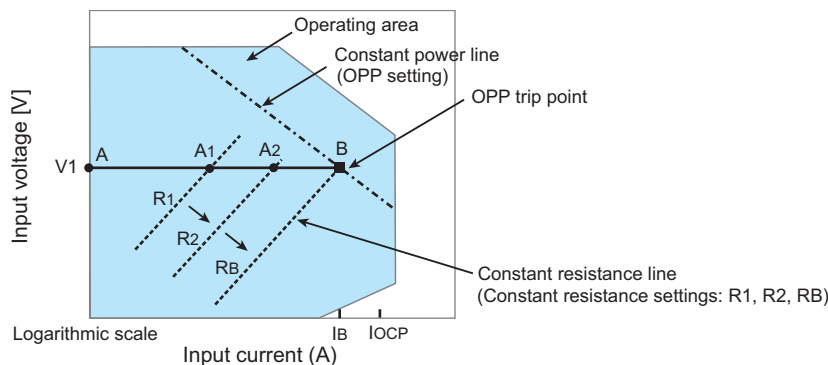 Operating area
Constant power line
(OPP setting)
OPP trip point
Input voltage [V]
V1
A
A1
A2
B
R1
R2
RB
Constant resistance line
(Constant resistance settings: R1, R2, RB)
Logarithmic scale
IB
IOCP
Input current (A)